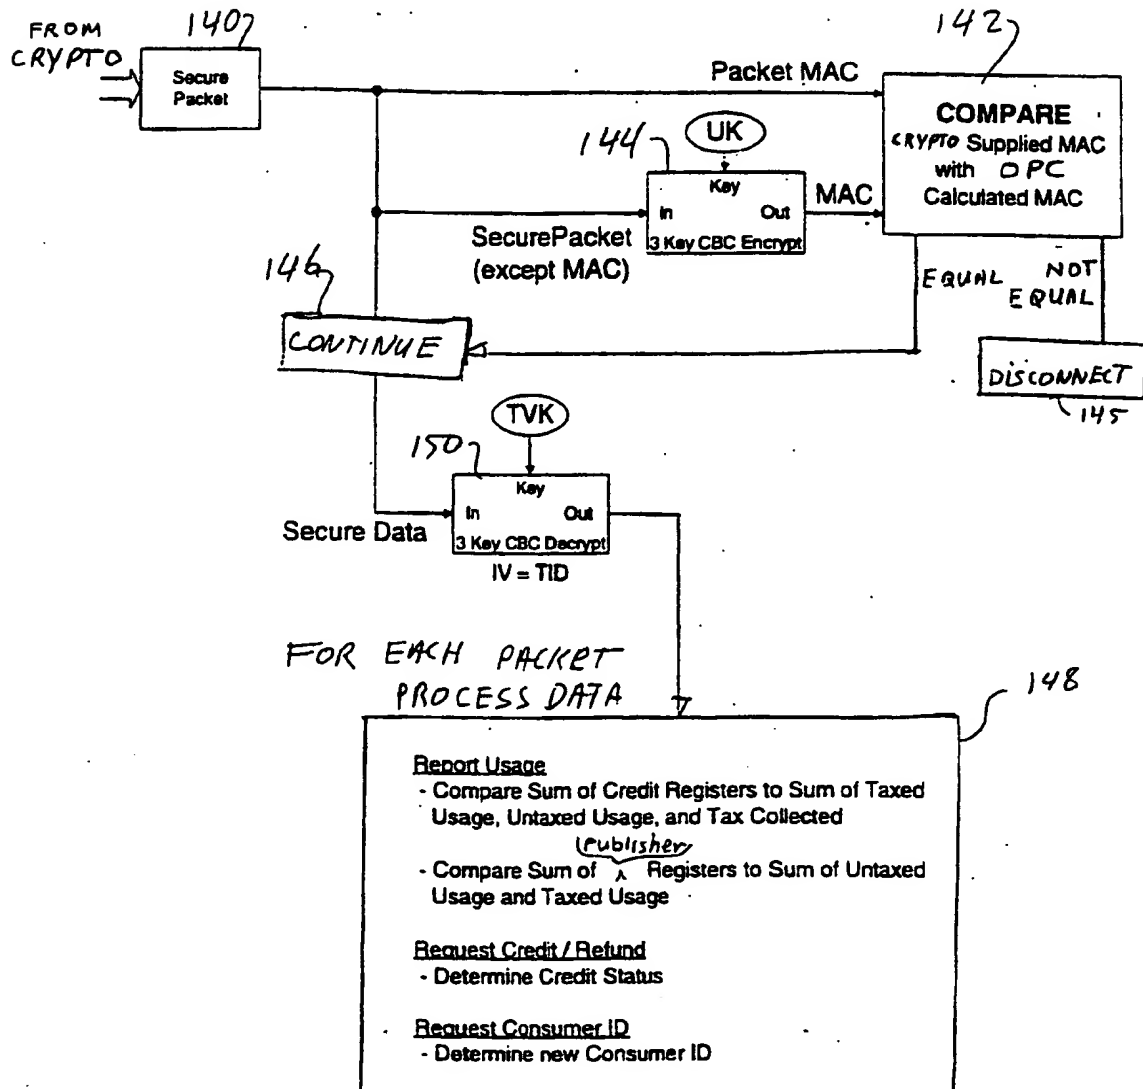 FROM
CRYPTO
140
Secure
Packet
142
Packet MAC
COMPARE
CRYPTO Supplied MAC
with OPC
Calculated MAC
144
UK
Key
In
Out
3 Key CBC Encrypt
MAC
SecurePacket
(except MAC)
EQUAL
NOT
EQUAL
146
CONTINUE
DISCONNECT
145
TVK
150
Key
In
Out
3 Key CBC Decrypt
Secure Data
IV = TID
FOR EACH PACKET
PROCESS DATA
148
Report Usage
- Compare Sum of Credit Registers to Sum of Taxed
Usage, Untaxed Usage, and Tax Collected
Publisher
- Compare Sum of ^ Registers to Sum of Untaxed
Usage and Taxed Usage
Request Credit / Refund
- Determine Credit Status
Request Consumer ID
- Determine new Consumer ID